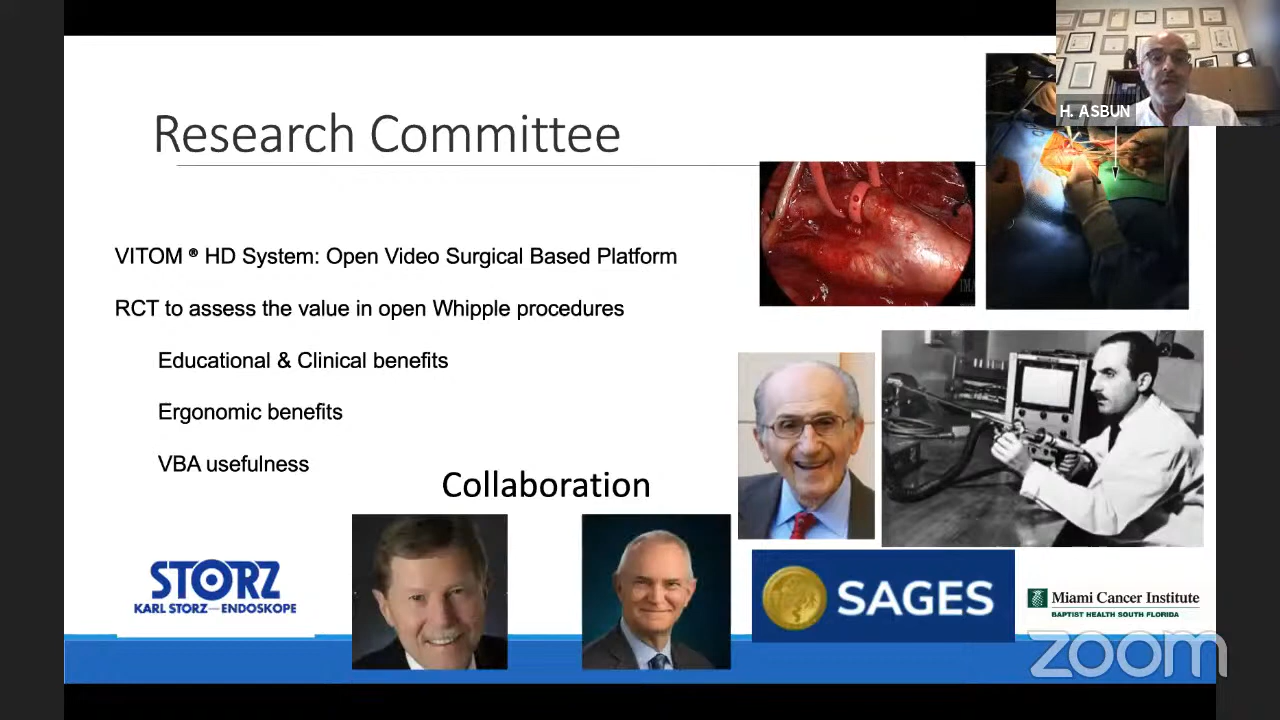 H. ASBUN
Research Committee
VITOM ® HD System: Open Video Surgical Based Platform
RCT to assess the value in open Whipple procedures
Educational & Clinical benefits
Ergonomic benefits
VBA usefulness
Collaboration
STORZ
KARL STORZ—ENDOSKOPE
SAGES
Miami Cancer Institute
BAPTIST HEALTH SOUTH FLORIDA
zoom